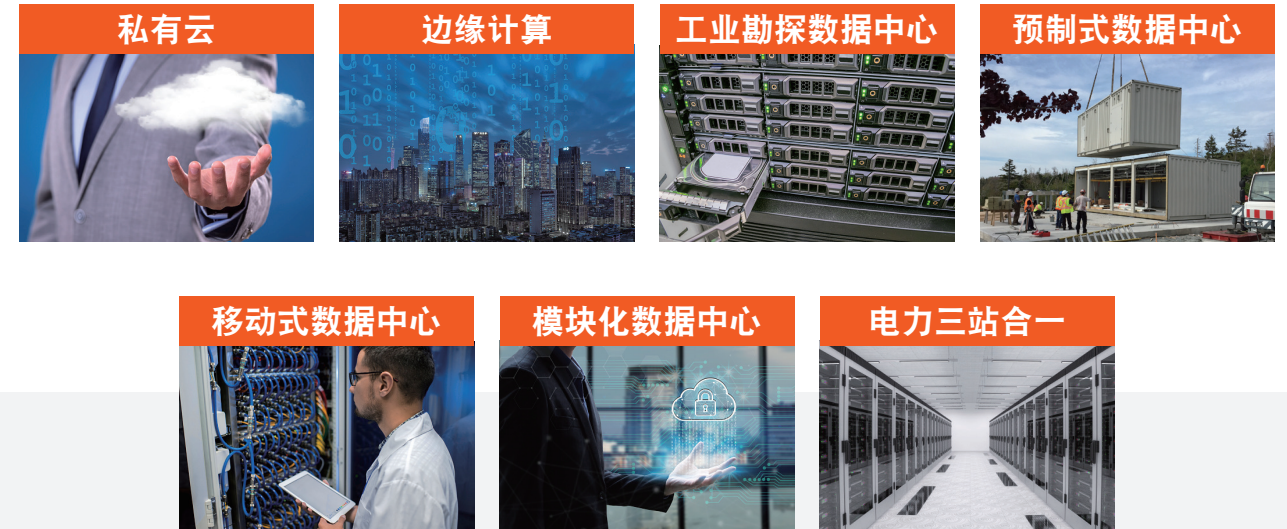 私有云
边缘计算
工业勘探数据中心
预制式数据中心
移动式数据中心
模块化数据中心
电力三站合一